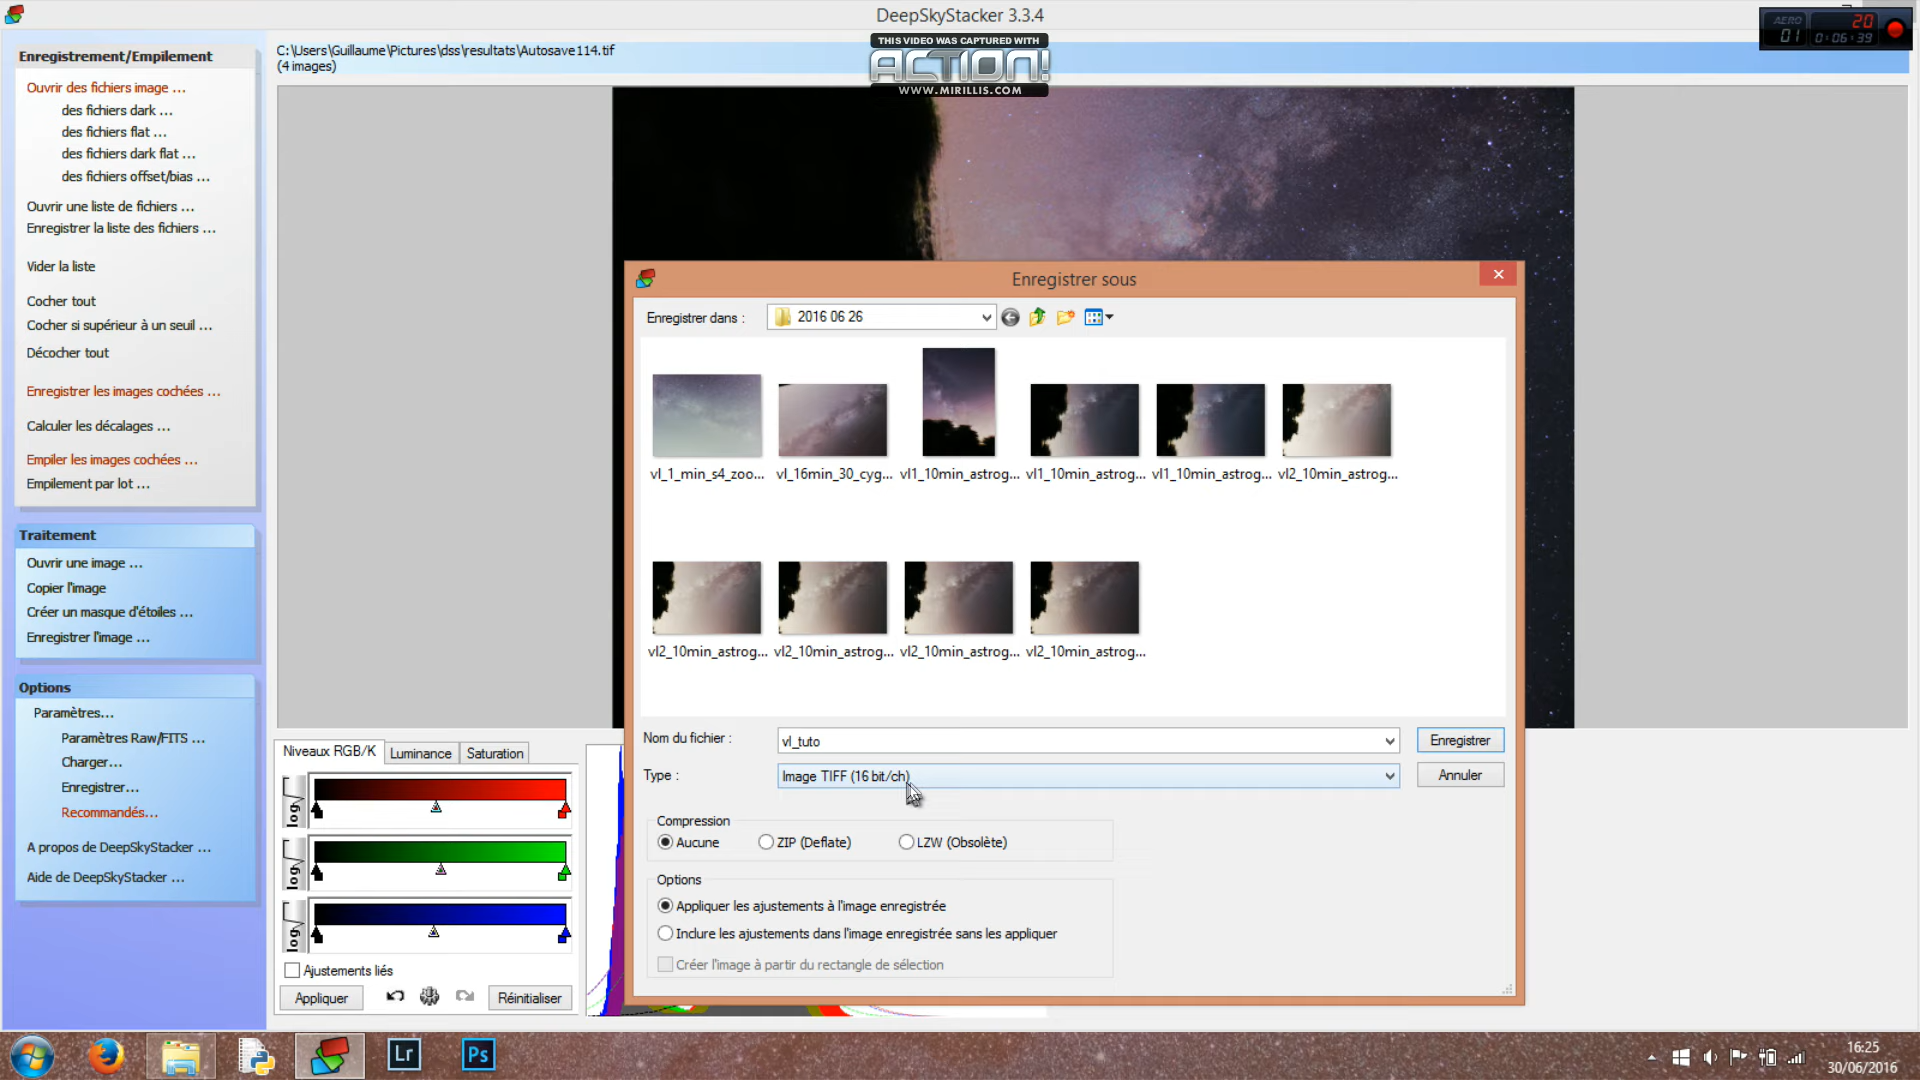 DeepSkyStacker 3.3.4
AERO
01
20
0:06:39
THIS VIDEO WAS CAPTURED WITH
ACTION!
WWW.MIRILLIS.COM
Enregistrement/Empilement
Ouvrir des fichiers image ...
des fichiers dark ...
des fichiers flat ...
des fichiers dark flat ...
des fichiers offset/bias ...
Ouvrir une liste de fichiers ...
Enregistrer la liste des fichiers ...
Vider la liste
Cocher tout
Cocher si supérieur à un seuil ...
Décocher tout
Enregistrer les images cochées ...
Calculer les décalages ...
Empiler les images cochées ...
Empilement par lot ...
Traitement
Ouvrir une image ...
Copier l'image
Créer un masque d'étoiles ...
Enregistrer l'image ...
Options
Paramètres...
Paramètres Raw/FITS ...
Charger...
Enregistrer...
Recommandés...
A propos de DeepSkyStacker ...
Aide de DeepSkyStacker ...
C:\Users\Guillaume\Pictures\dss\resultats\Autosave114.tif
(4 images)
Enregistrer sous
Enregistrer dans :
2016 06 26
vl_1_min_s4_zoo...
vl_16min_30_cyg...
vl1_10min_astrog...
vl1_10min_astrog...
vl1_10min_astrog...
vl2_10min_astrog...
vl2_10min_astrog...
vl2_10min_astrog...
vl2_10min_astrog...
vl2_10min_astrog...
Nom du fichier :
vl_tuto
Enregistrer
Type :
Image TIFF (16 bit/ch)
Annuler
Compression
Aucune
ZIP (Deflate)
LZW (Obsolète)
Options
Appliquer les ajustements à l'image enregistrée
Inclure les ajustements dans l'image enregistrée sans les appliquer
Créer l'image à partir du rectangle de sélection
Niveaux RGB/K
Luminance
Saturation
log
log
log
Ajustements liés
Appliquer
Réinitialiser
Lr
Ps
16:25
30/06/2016